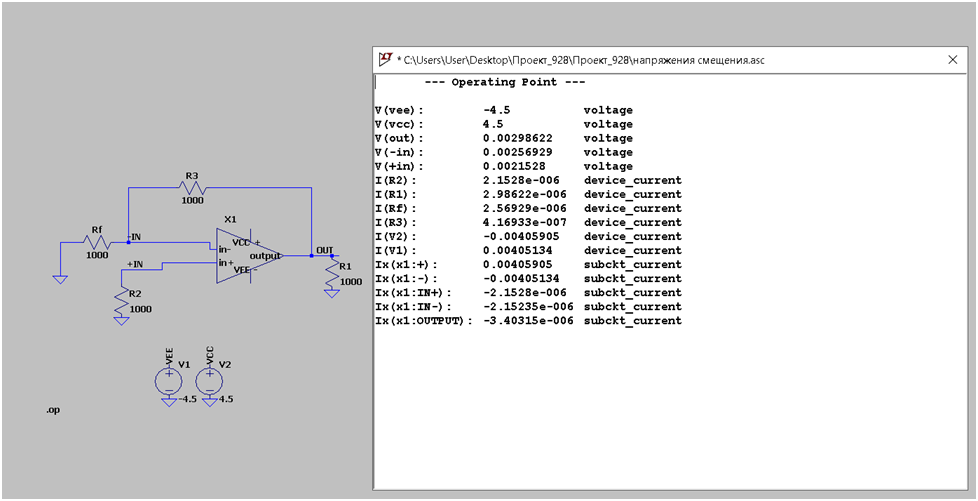 * C:\Users\User\Desktop\Проект_928\Проект_928\напряжения смещения.asc
--- Operating Point ---
V(vee): -4.5 voltage
V(vcc): 4.5 voltage
V(out): 0.00298622 voltage
V(-in): 0.00256929 voltage
V(+in): 0.0021528 voltage
I(R2): 2.1528e-006 device_current
I(R1): 2.98622e-006 device_current
I(Rf): 2.56929e-006 device_current
I(R3): 4.16933e-007 device_current
I(V2): -0.00405905 device_current
I(V1): 0.00405134 device_current
Ix(x1:+): 0.00405905 subckt_current
Ix(x1:-): -0.00405134 subckt_current
Ix(x1:IN+): -2.1528e-006 subckt_current
Ix(x1:IN-): -2.15235e-006 subckt_current
Ix(x1:OUTPUT): -3.40315e-006 subckt_current
R3
1000
Rf
1000
-IN
X1
VCC +
in-
output
OUT
+IN
in+
VEE -
R1
1000
R2
1000
VEE
V1
-4.5
VCC
V2
4.5
.op